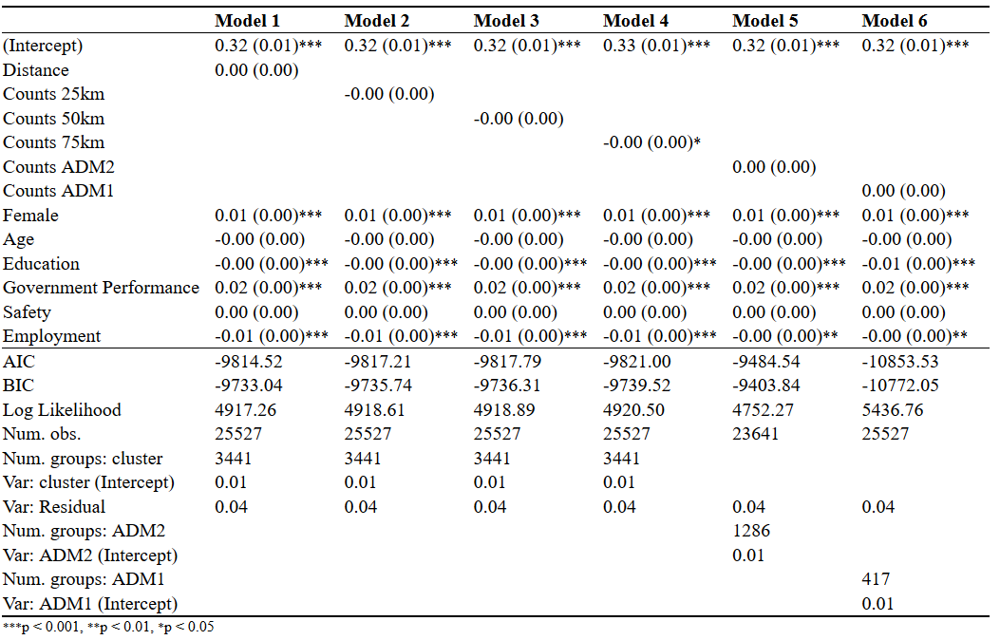 Model 1 Model 2 Model 3 Model 4 Model 5 Model 6
(Intercept) 0.32 (0.01)*** 0.32 (0.01)*** 0.32 (0.01)*** 0.33 (0.01)*** 0.32 (0.01)*** 0.32 (0.01)***
Distance 0.00 (0.00)
Counts 25km -0.00 (0.00)
Counts 50km -0.00 (0.00)
Counts 75km -0.00 (0.00)*
Counts ADM2 0.00 (0.00)
Counts ADM1 0.00 (0.00)
Female 0.01 (0.00)*** 0.01 (0.00)*** 0.01 (0.00)*** 0.01 (0.00)*** 0.01 (0.00)*** 0.01 (0.00)***
Age -0.00 (0.00) -0.00 (0.00) -0.00 (0.00) -0.00 (0.00) -0.00 (0.00) -0.00 (0.00)
Education -0.00 (0.00)*** -0.00 (0.00)*** -0.00 (0.00)*** -0.00 (0.00)*** -0.00 (0.00)*** -0.01 (0.00)***
Government Performance 0.02 (0.00)*** 0.02 (0.00)*** 0.02 (0.00)*** 0.02 (0.00)*** 0.02 (0.00)*** 0.02 (0.00)***
Safety 0.00 (0.00) 0.00 (0.00) 0.00 (0.00) 0.00 (0.00) 0.00 (0.00) 0.00 (0.00)
Employment -0.01 (0.00)*** -0.01 (0.00)*** -0.01 (0.00)*** -0.01 (0.00)*** -0.00 (0.00)** -0.00 (0.00)**
AIC -9814.52 -9817.21 -9817.79 -9821.00 -9484.54 -10853.53
BIC -9733.04 -9735.74 -9736.31 -9739.52 -9403.84 -10772.05
Log Likelihood 4917.26 4918.61 4918.89 4920.50 4752.27 5436.76
Num. obs. 25527 25527 25527 25527 23641 25527
Num. groups: cluster 3441 3441 3441 3441
Var: cluster (Intercept) 0.01 0.01 0.01 0.01
Var: Residual 0.04 0.04 0.04 0.04 0.04 0.04
Num. groups: ADM2 1286
Var: ADM2 (Intercept) 0.01
Num. groups: ADM1 417
Var: ADM1 (Intercept) 0.01
***p < 0.001, **p < 0.01, *p < 0.05